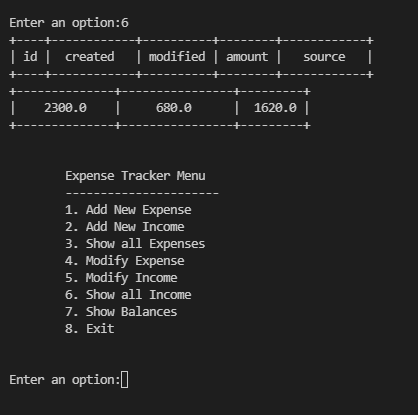 Enter an option:6
+----+------------+----------+--------+------------+
| id |  created   | modified | amount |   source   |
+----+------------+----------+--------+------------+
+--------------+----------------+---------+
|    2300.0    |     680.0      |  1620.0 |
+--------------+----------------+---------+
Expense Tracker Menu
----------------------
1. Add New Expense
2. Add New Income
3. Show all Expenses
4. Modify Expense
5. Modify Income
6. Show all Income
7. Show Balances
8. Exit
Enter an option: